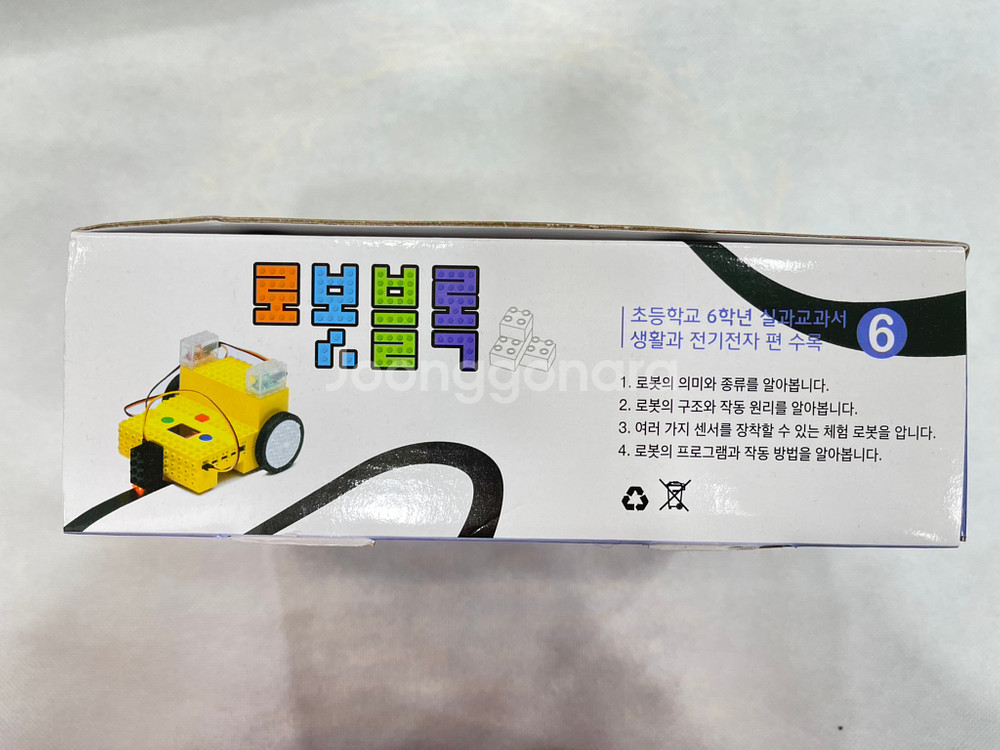 로봇블록
초등학교 6학년 실과교과서
생활과 전기전자 편 수록
6
1. 로봇의 의미와 종류를 알아봅니다.
2. 로봇의 구조와 작동 원리를 알아봅니다.
3. 여러 가지 센서를 장착할 수 있는 체험 로봇을 압니다.
4. 로봇의 프로그램과 작동 방법을 알아봅니다.
Joonggonara